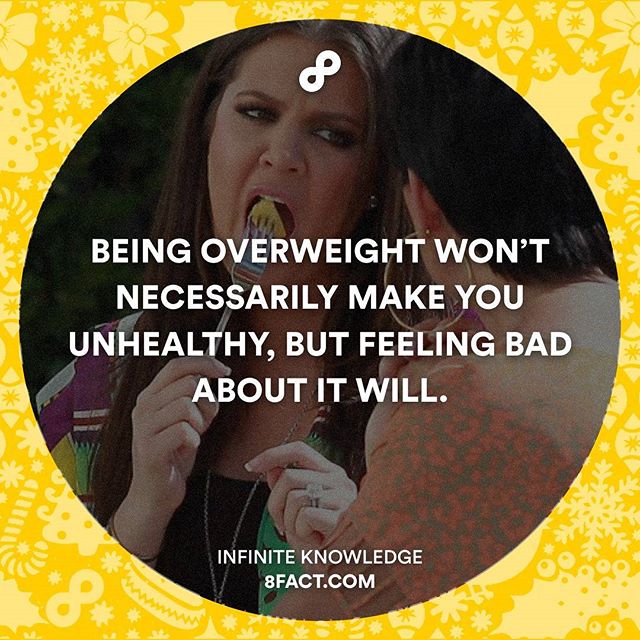 BEING OVERWEIGHT WON'T
NECESSARILY MAKE YOU
UNHEALTHY, BUT FEELING BAD
ABOUT IT WILL.
INFINITE KNOWLEDGE
8FACT.COM